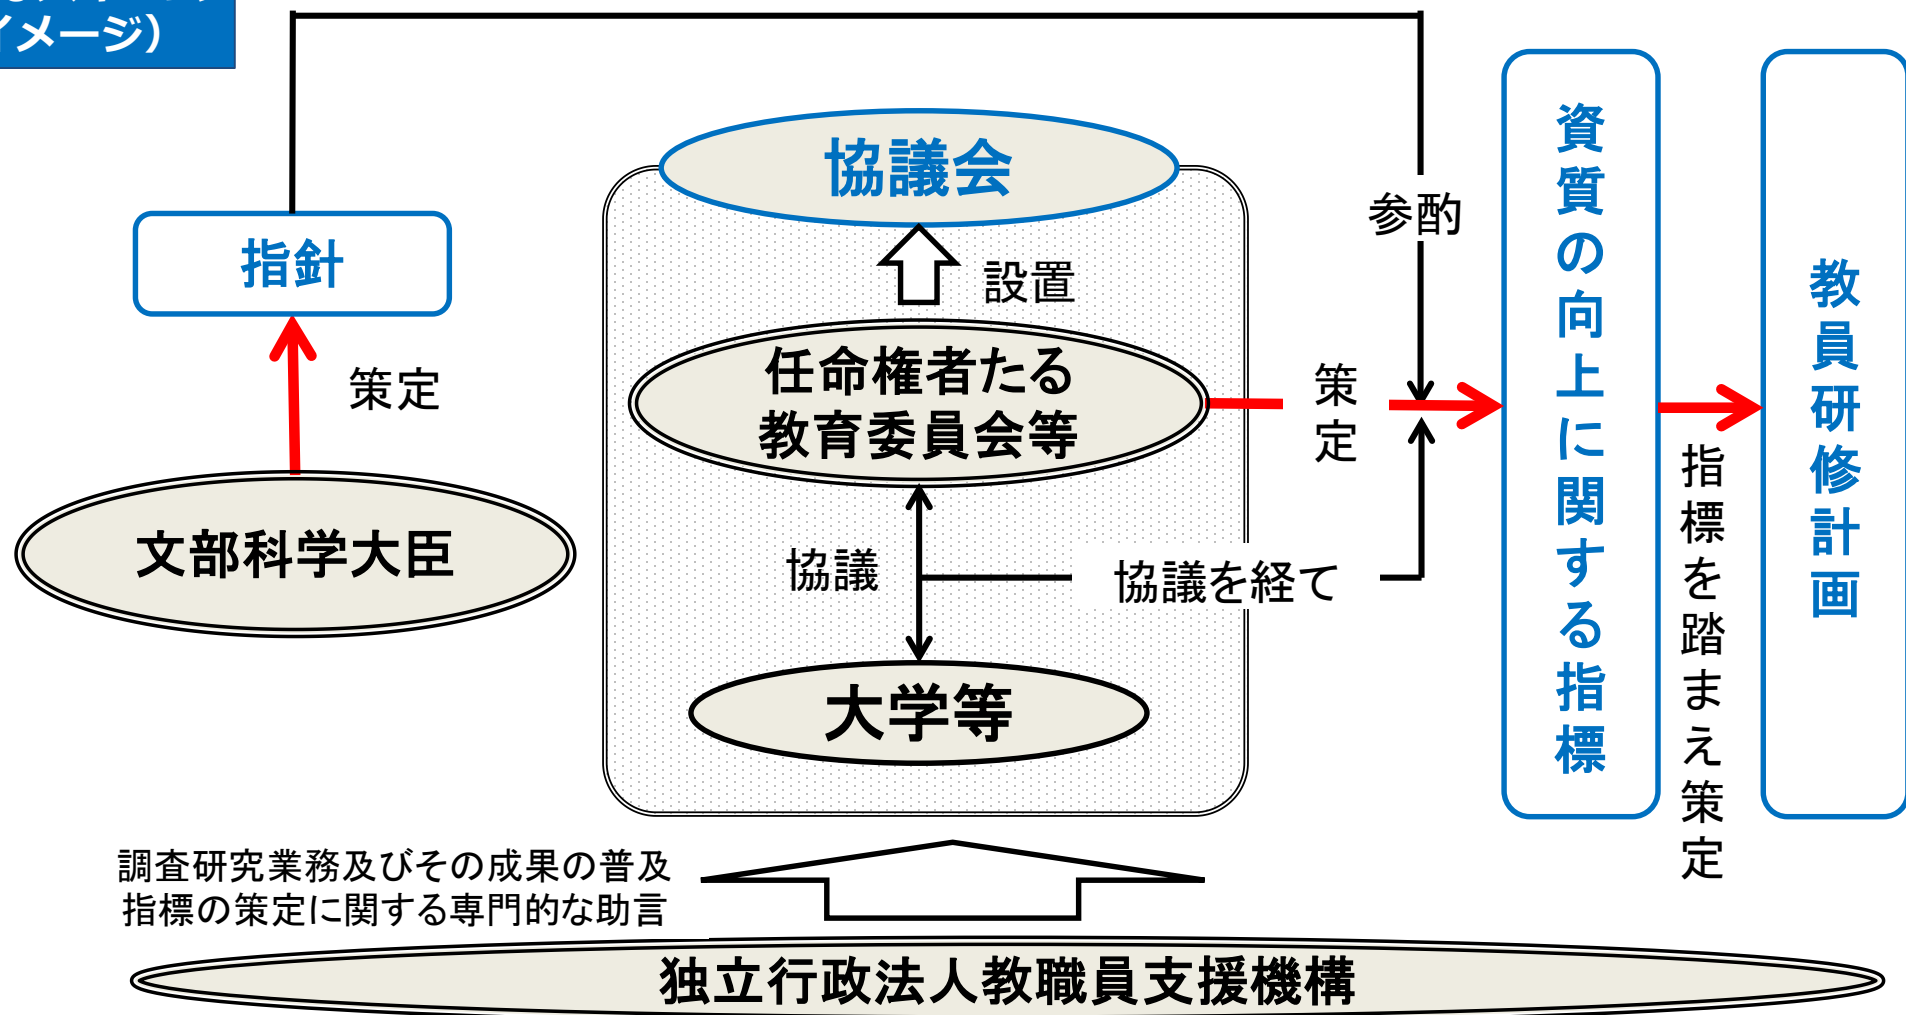 イメージ）
協議会
参酌
指針
設置
策定
任命権者たる
教育委員会等
策定
文部科学大臣
協議
協議を経て
大学等
資質の向上に関する指標
指標を踏まえ策定
教員研修計画
調査研究業務及びその成果の普及
指標の策定に関する専門的な助言
独立行政法人教職員支援機構